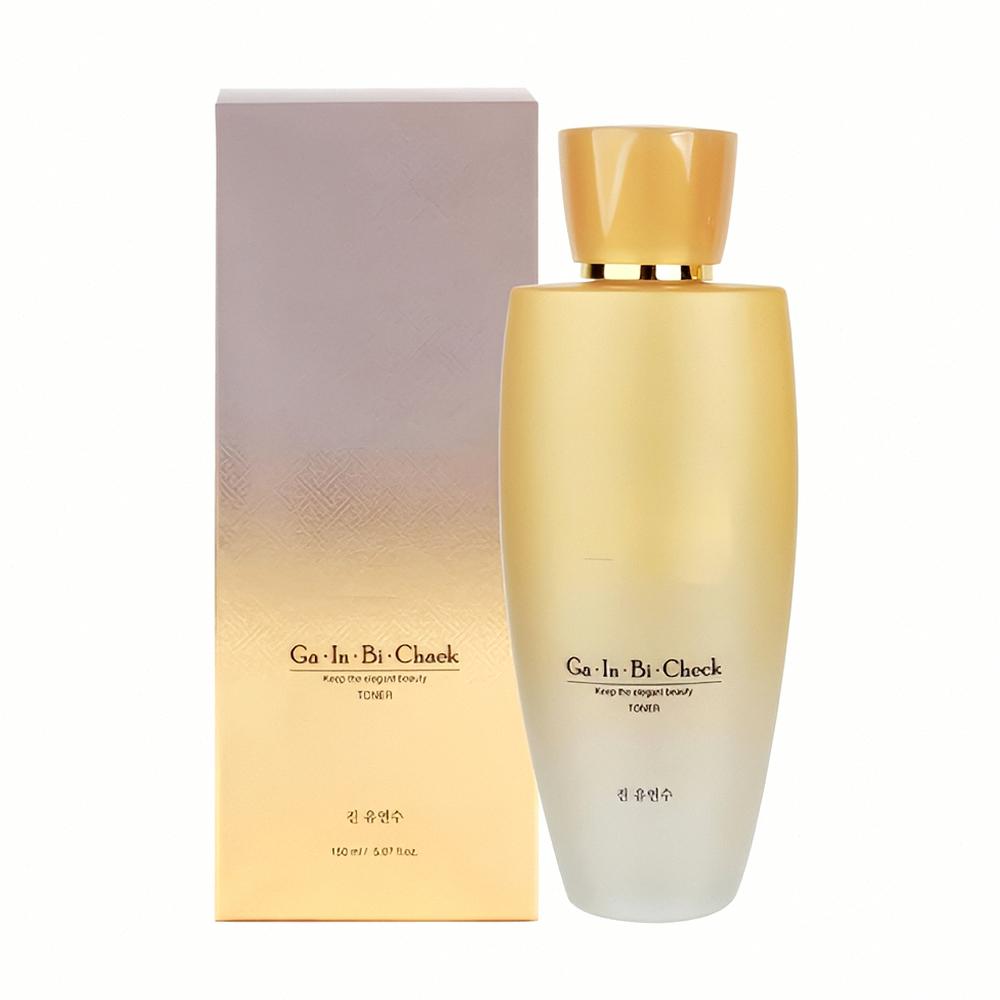 Ga·In·Bi·Chaek
Keep the elegant beauty
TONER
진 유연수
150 ml / 5.07 fl.oz.
Ga·In·Bi·Check
Keep the elegant beauty
TONER
진 유연수